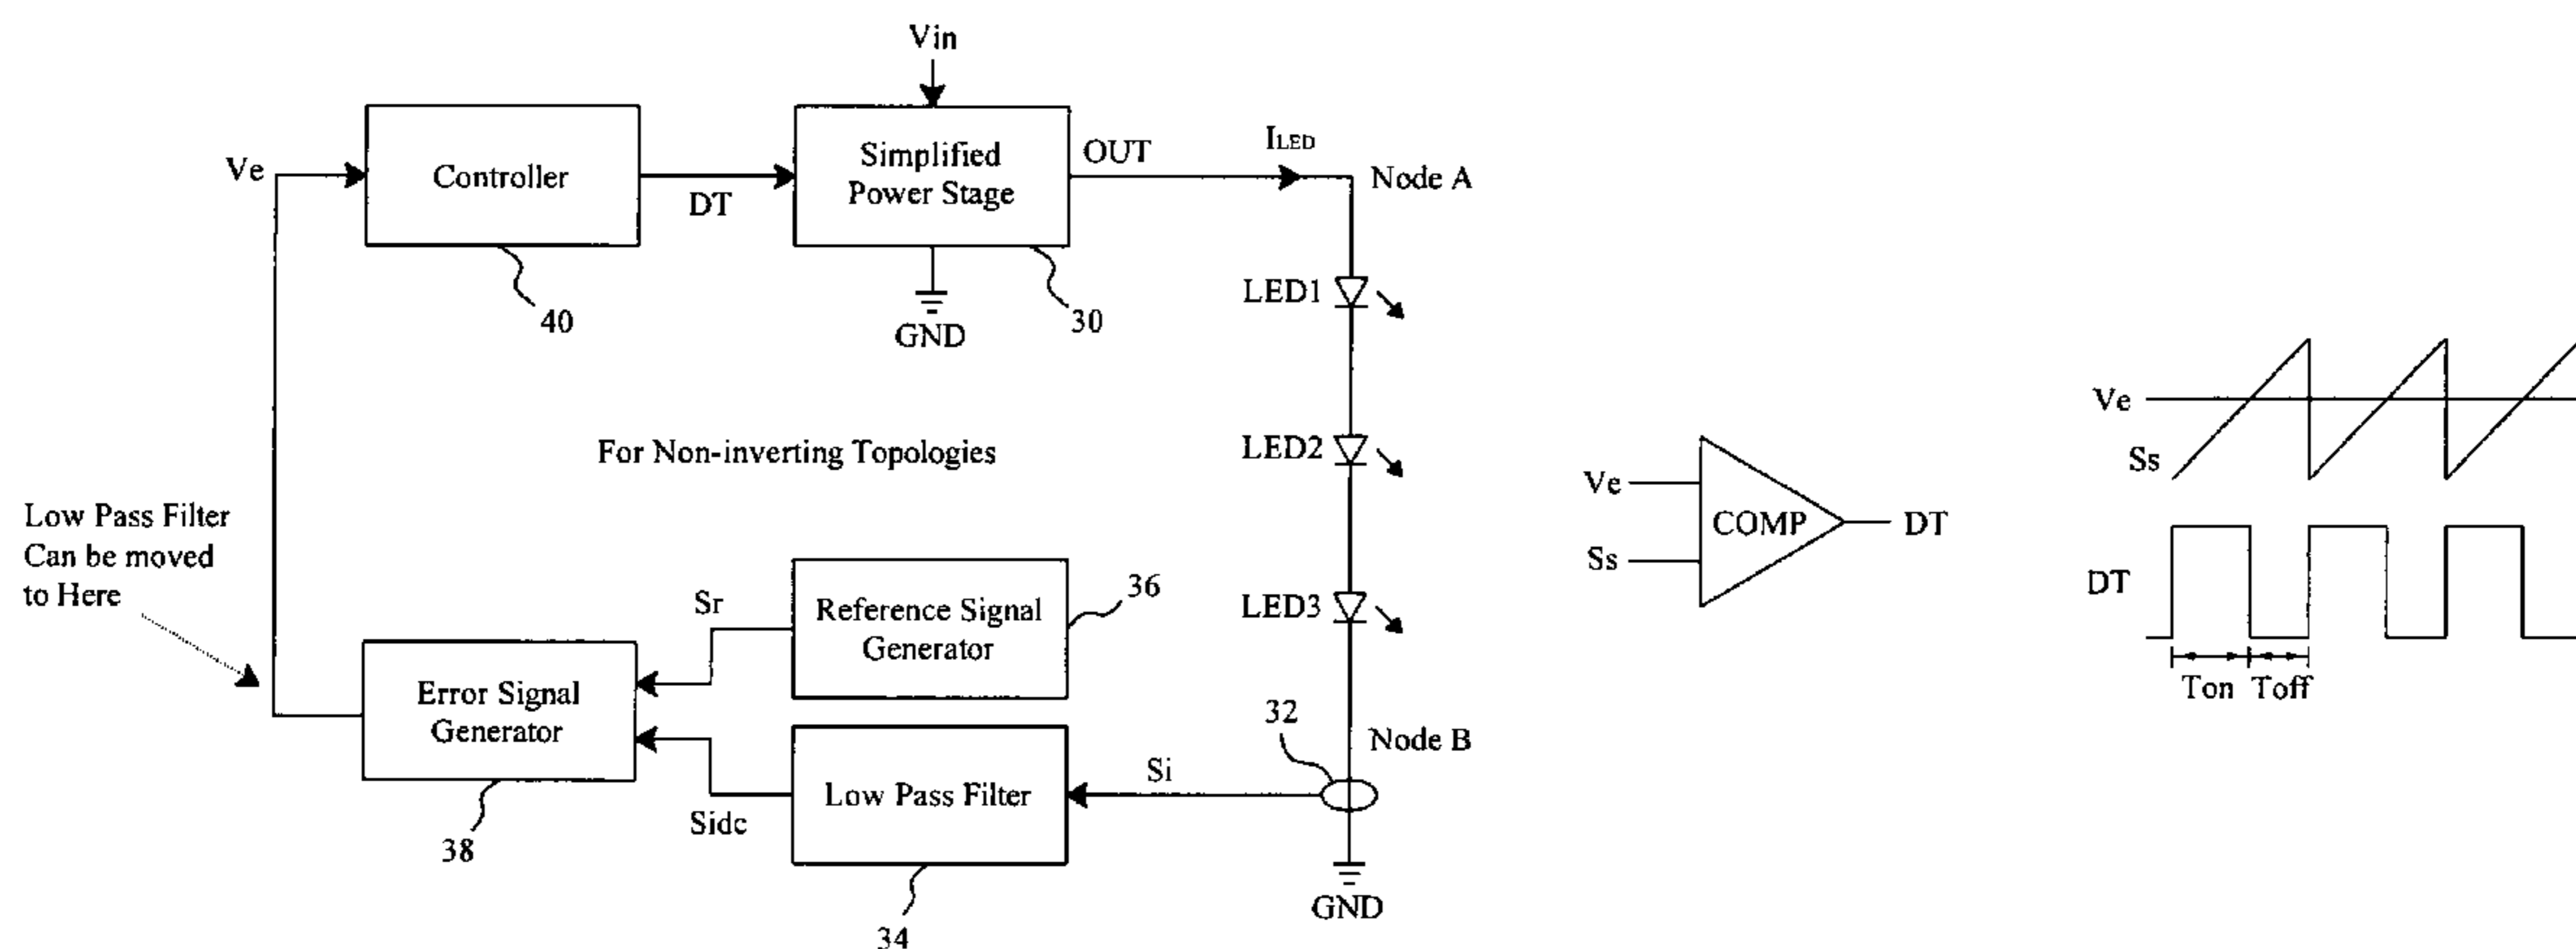 Vin
Ve
Controller
DT
Simplified
Power Stage
OUT
ILED
Node A
40
GND
30
LED1
For Non-inverting Topologies
LED2
Low Pass Filter
Can be moved
to Here
Sr
Reference Signal
Generator
36
LED3
Error Signal
Generator
38
Sidc
Low Pass Filter
34
Si
32
Node B
GND
Ve
Ss
COMP
DT
Ve
Ss
DT
Ton
Toff